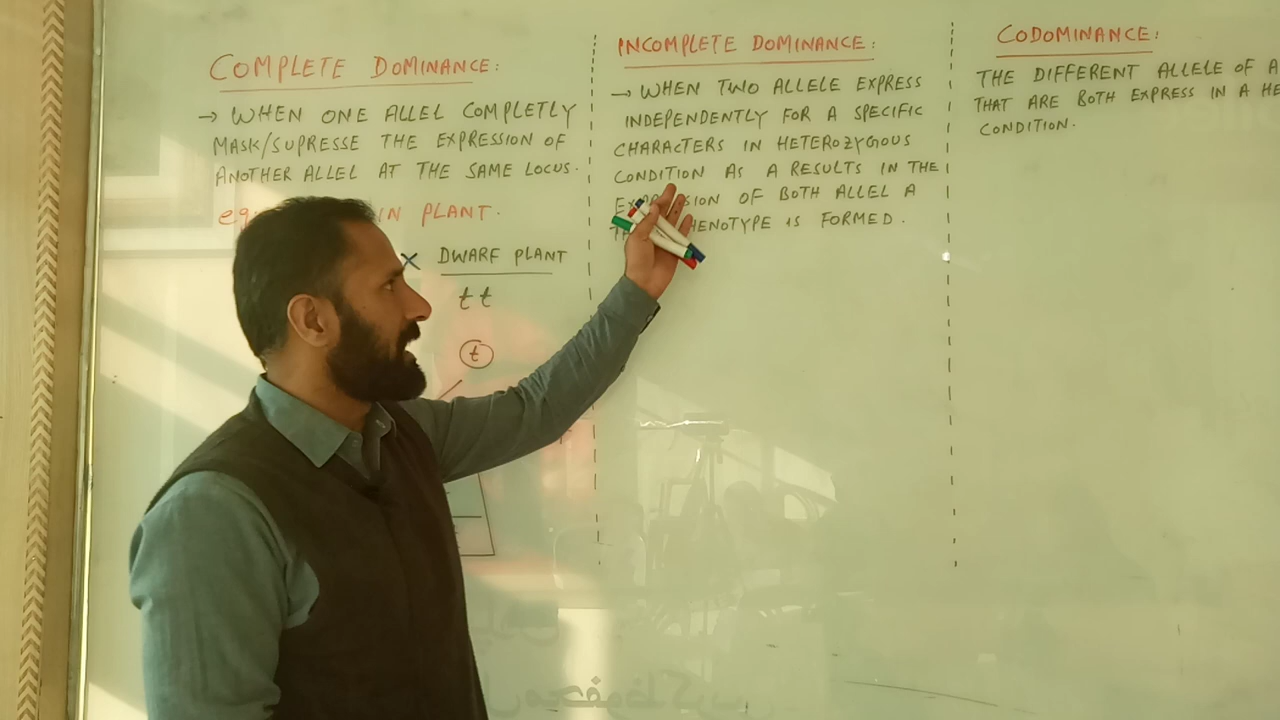 COMPLETE DOMINANCE:
→ WHEN ONE ALLEL COMPLETLY
MASK/SUPRESSE THE EXPRESSION OF
ANOTHER ALLEL AT THE SAME LOCUS.
eg: IN PLANT.
× DWARF PLANT
t t
t
INCOMPLETE DOMINANCE:
→ WHEN TWO ALLELE EXPRESS
INDEPENDENTLY FOR A SPECIFIC
CHARACTERS IN HETEROZYGOUS
CONDITION AS A RESULTS IN THE
OF BOTH ALLEL A
HENOTYPE IS FORMED.
CODOMINANCE:
THE DIFFERENT ALLELE OF A
THAT ARE BOTH EXPRESS IN A HE
CONDITION.